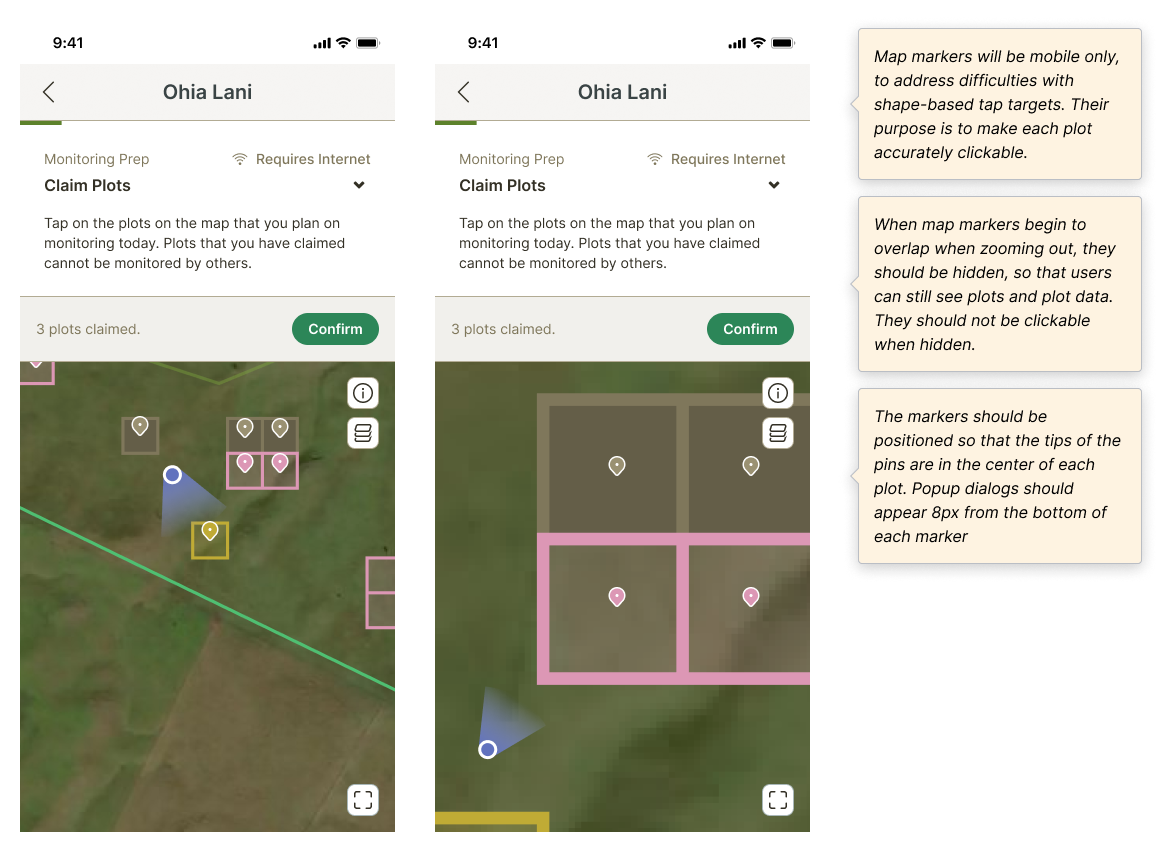 9:41
Ohia Lani
Monitoring Prep
Requires Internet
Claim Plots
Tap on the plots on the map that you plan on
monitoring today. Plots that you have claimed
cannot be monitored by others.
3 plots claimed.
Confirm
9:41
Ohia Lani
Monitoring Prep
Requires Internet
Claim Plots
Tap on the plots on the map that you plan on
monitoring today. Plots that you have claimed
cannot be monitored by others.
3 plots claimed.
Confirm
Map markers will be mobile only,
to address difficulties with
shape-based tap targets. Their
purpose is to make each plot
accurately clickable.
When map markers begin to
overlap when zooming out, they
should be hidden, so that users
can still see plots and plot data.
They should not be clickable
when hidden.
The markers should be
positioned so that the tips of the
pins are in the center of each
plot. Popup dialogs should
appear 8px from the bottom of
each marker